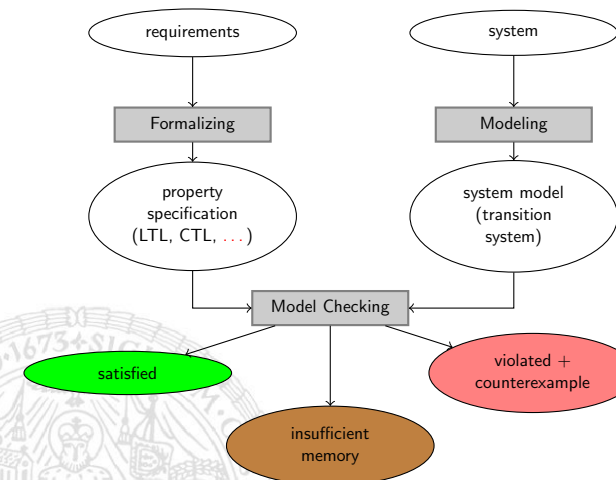 requirements
system
Formalizing
Modeling
property
specification
(LTL, CTL, ...)
system model
(transition
system)
Model Checking
satisfied
violated +
counterexample
insufficient
memory